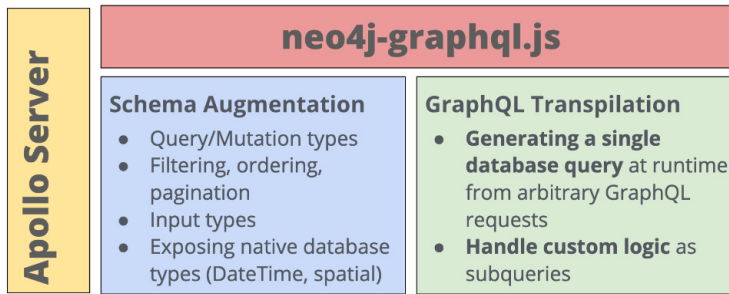 Apollo Server
neo4j-graphql.js
Schema Augmentation
● Query/Mutation types
● Filtering, ordering,
pagination
● Input types
● Exposing native database
types (DateTime, spatial)
GraphQL Transpilation
● Generating a single
database query at runtime
from arbitrary GraphQL
requests
● Handle custom logic as
subqueries